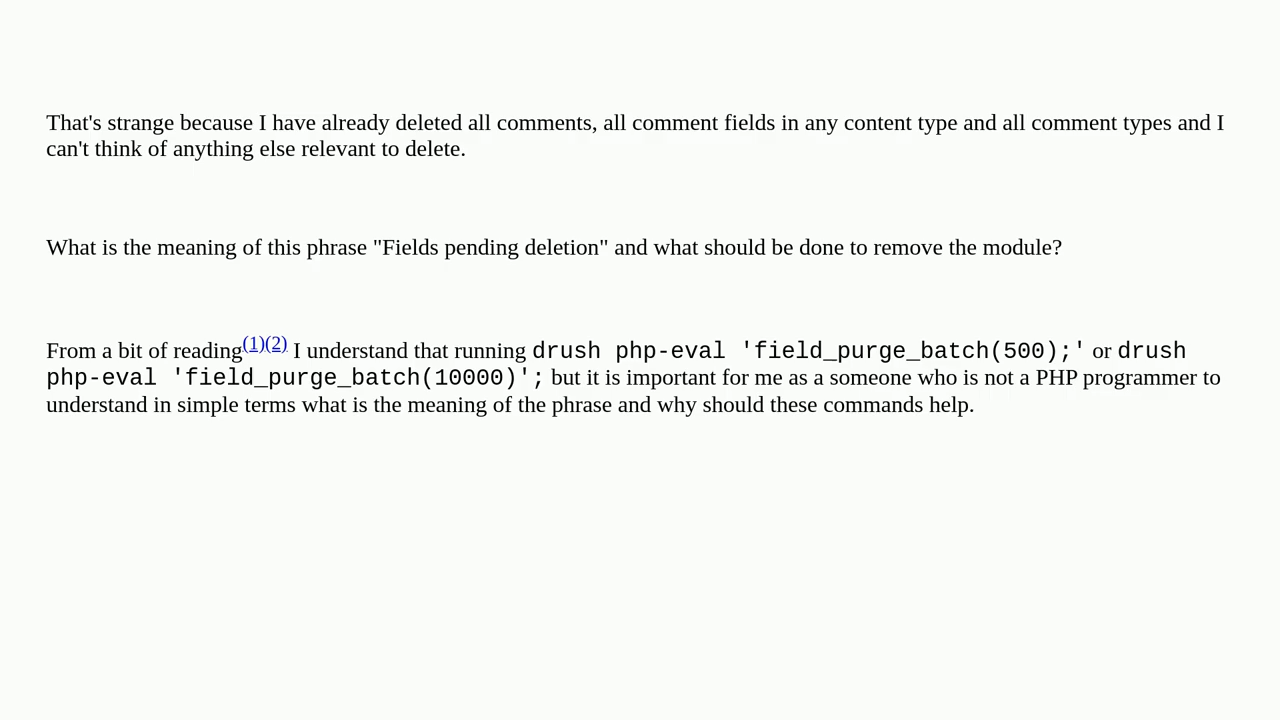 That's strange because I have already deleted all comments, all comment fields in any content type and all comment types and I
can't think of anything else relevant to delete.
What is the meaning of this phrase "Fields pending deletion" and what should be done to remove the module?
From a bit of reading(1)(2) I understand that running drush php-eval 'field_purge_batch(500);' or drush
php-eval 'field_purge_batch(10000)'; but it is important for me as a someone who is not a PHP programmer to
understand in simple terms what is the meaning of the phrase and why should these commands help.